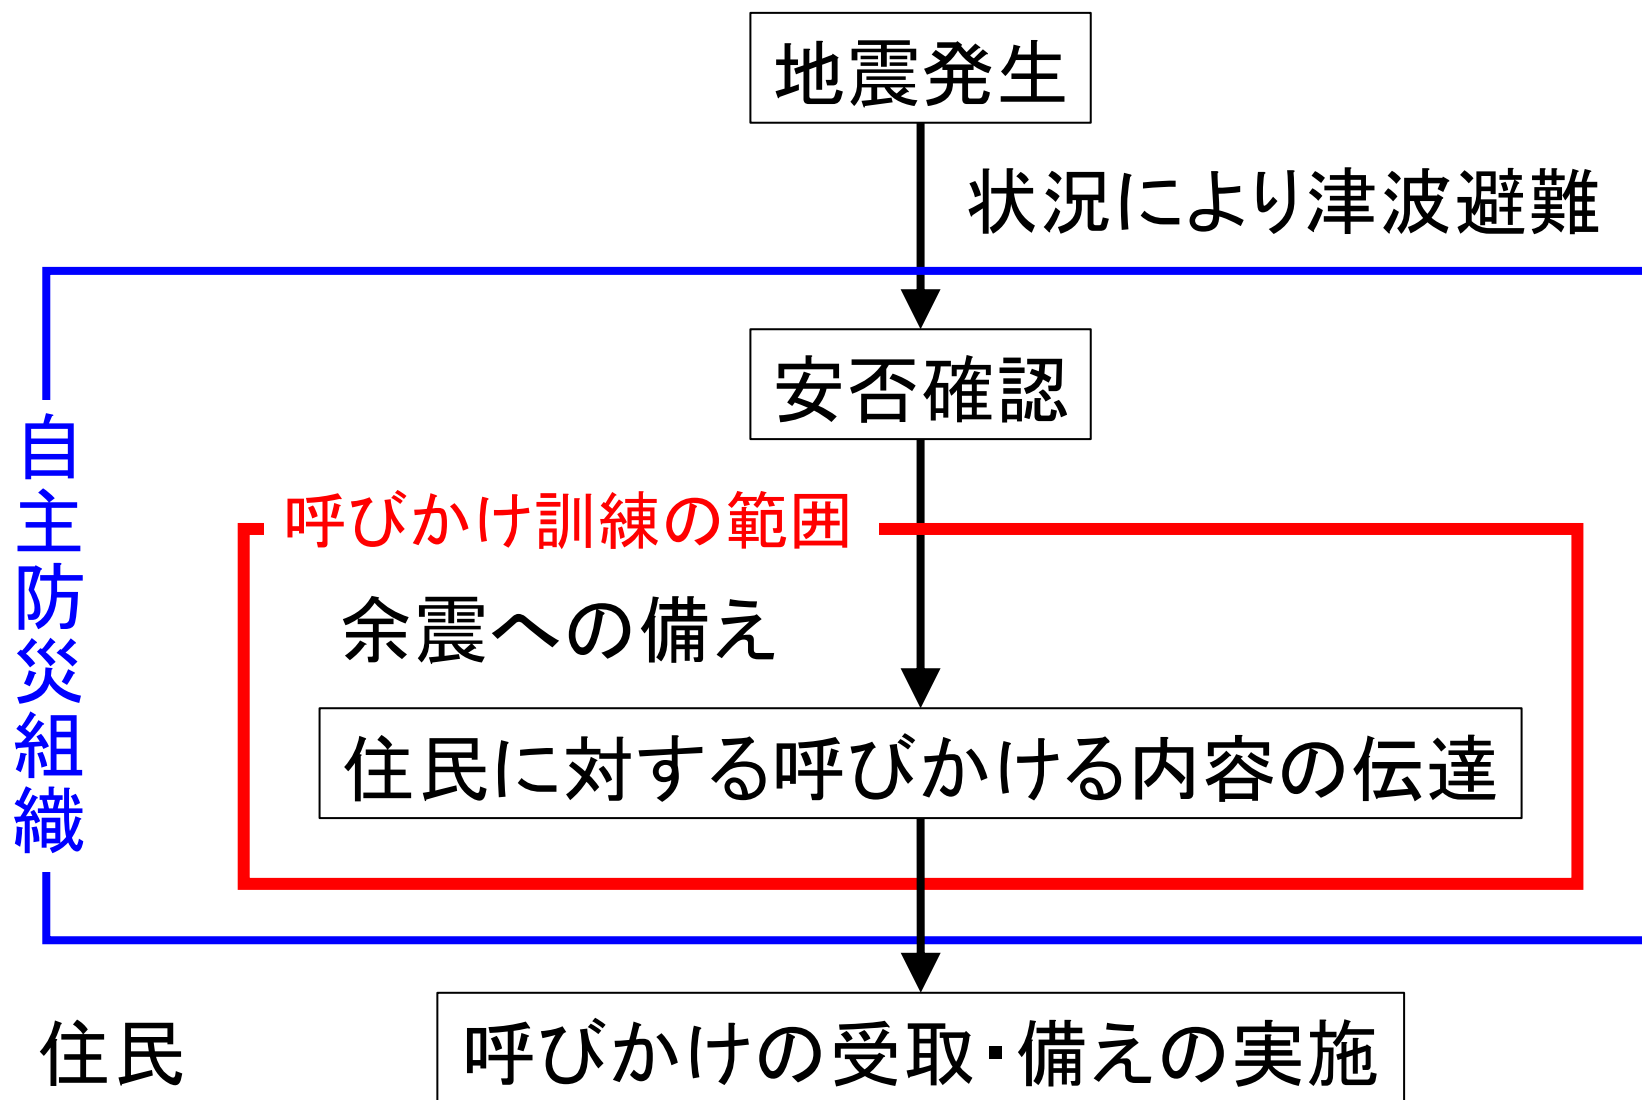 地震発生
状況により津波避難
安否確認
自主防災組織
呼びかけ訓練の範囲
余震への備え
住民に対する呼びかける内容の伝達
住民
呼びかけの受取・備えの実施